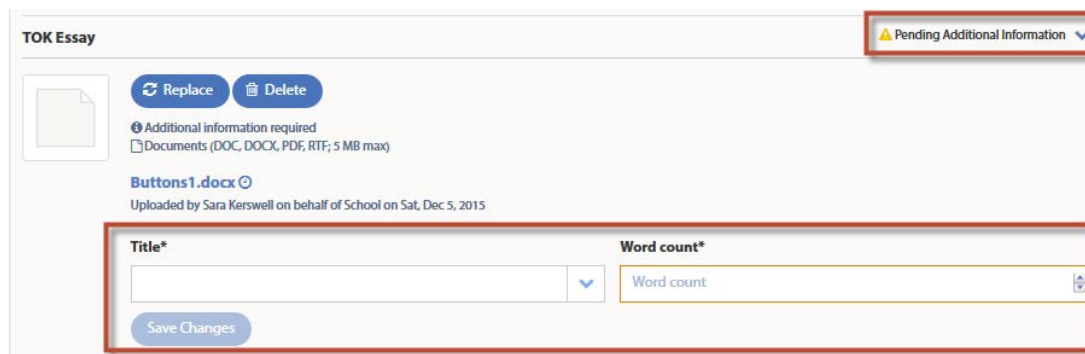 TOK Essay
Pending Additional Information
Replace
Delete
Additional information required
Documents (DOC, DOCX, PDF, RTF; 5 MB max)
Buttons1.docx
Uploaded by Sara Kerswell on behalf of School on Sat, Dec 5, 2015
Title*
Word count*
Word count
Save Changes